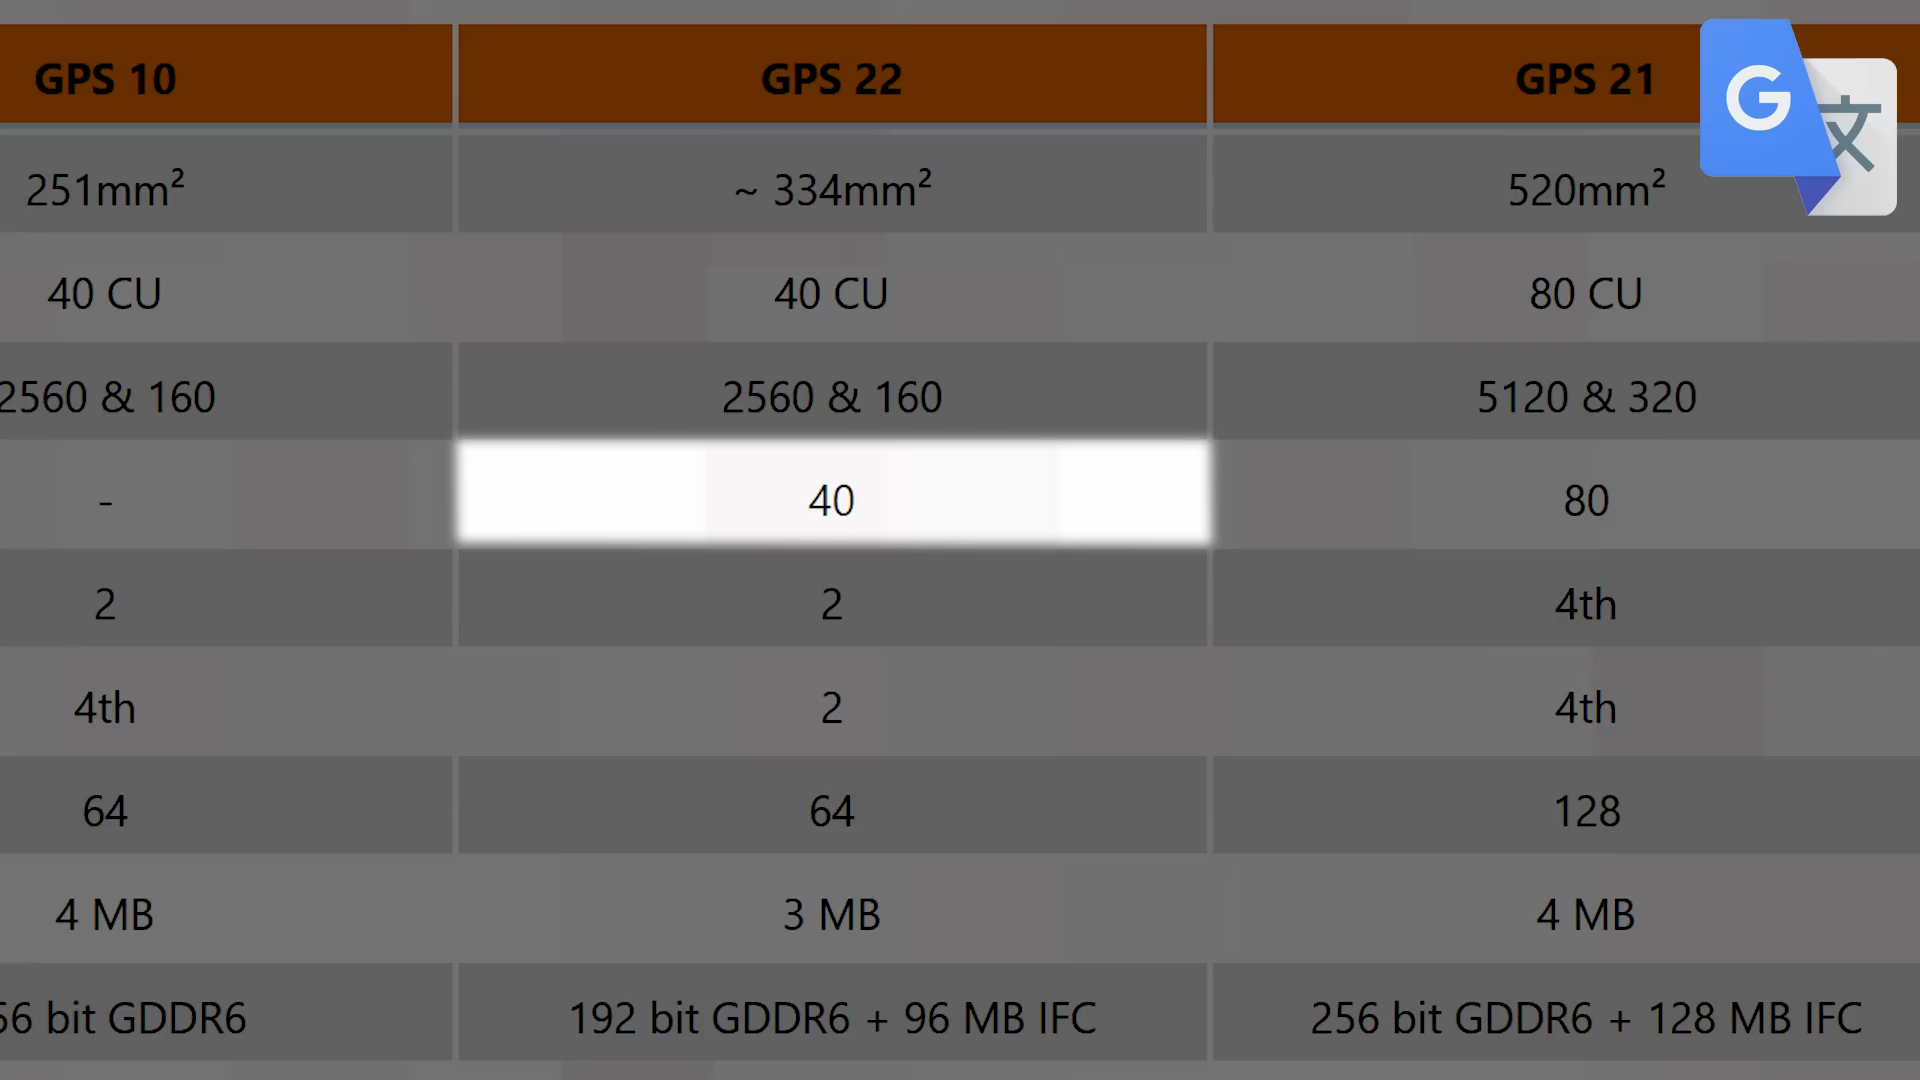 GPS 10 GPS 22 GPS 21
251mm² ~ 334mm² 520mm²
40 CU 40 CU 80 CU
2560 & 160 2560 & 160 5120 & 320
- 40 80
2 2 4th
4th 2 4th
64 64 128
4 MB 3 MB 4 MB
56 bit GDDR6 192 bit GDDR6 + 96 MB IFC 256 bit GDDR6 + 128 MB IFC
G 文